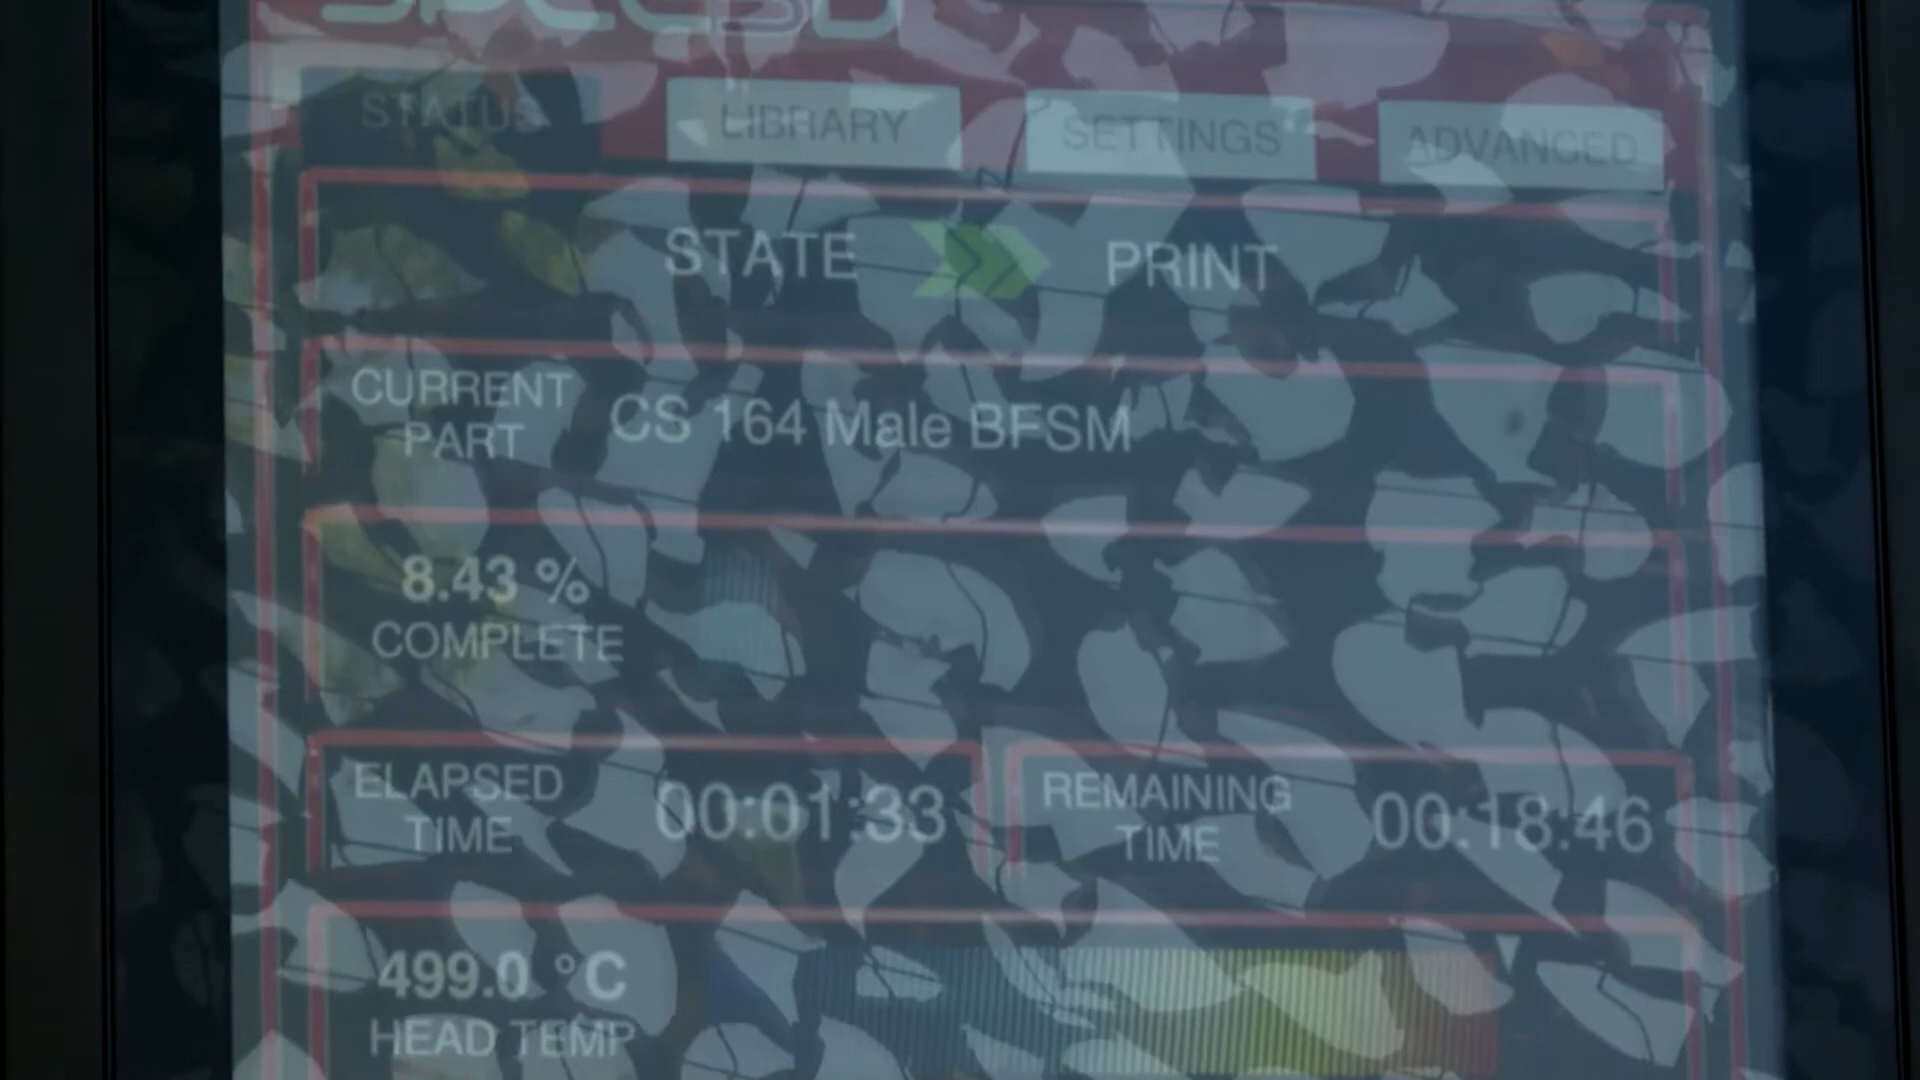 STATUS LIBRARY SETTINGS ADVANCED
STATE PRINT
CURRENT PART CS 164 Male BFSM
8.43 %
COMPLETE
ELAPSED TIME 00:01:33 REMAINING TIME 00:18:46
499.0 °C
HEAD TEMP